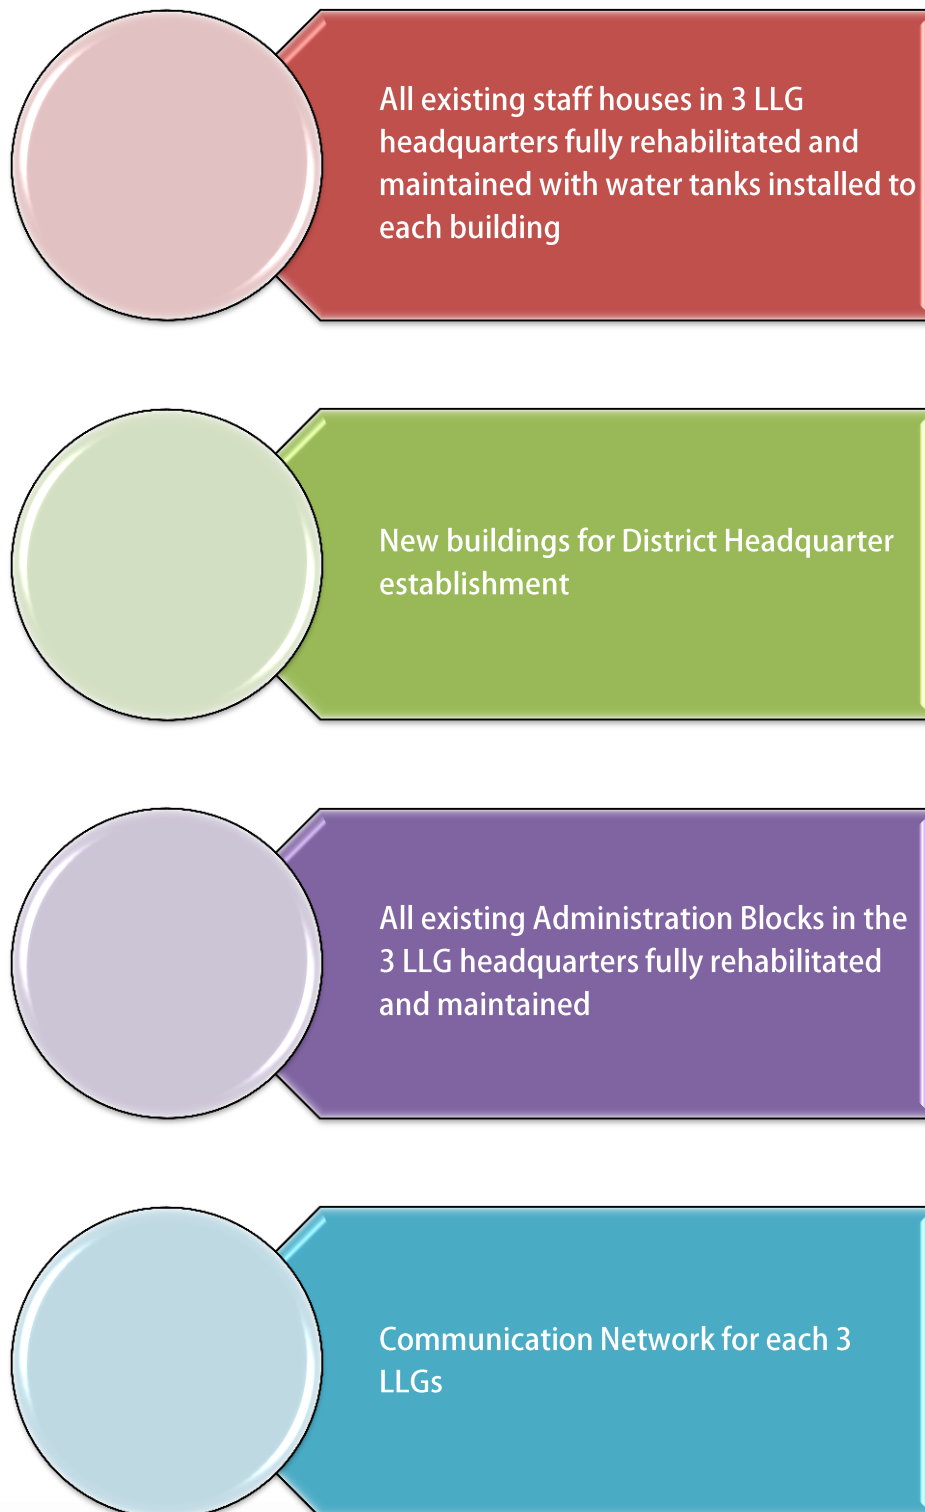 All existing staff houses in 3 LLG
headquarters fully rehabilitated and
maintained with water tanks installed to
each building
New buildings for District Headquarter
establishment
All existing Administration Blocks in the
3 LLG headquarters fully rehabilitated
and maintained
Communication Network for each 3
LLGs